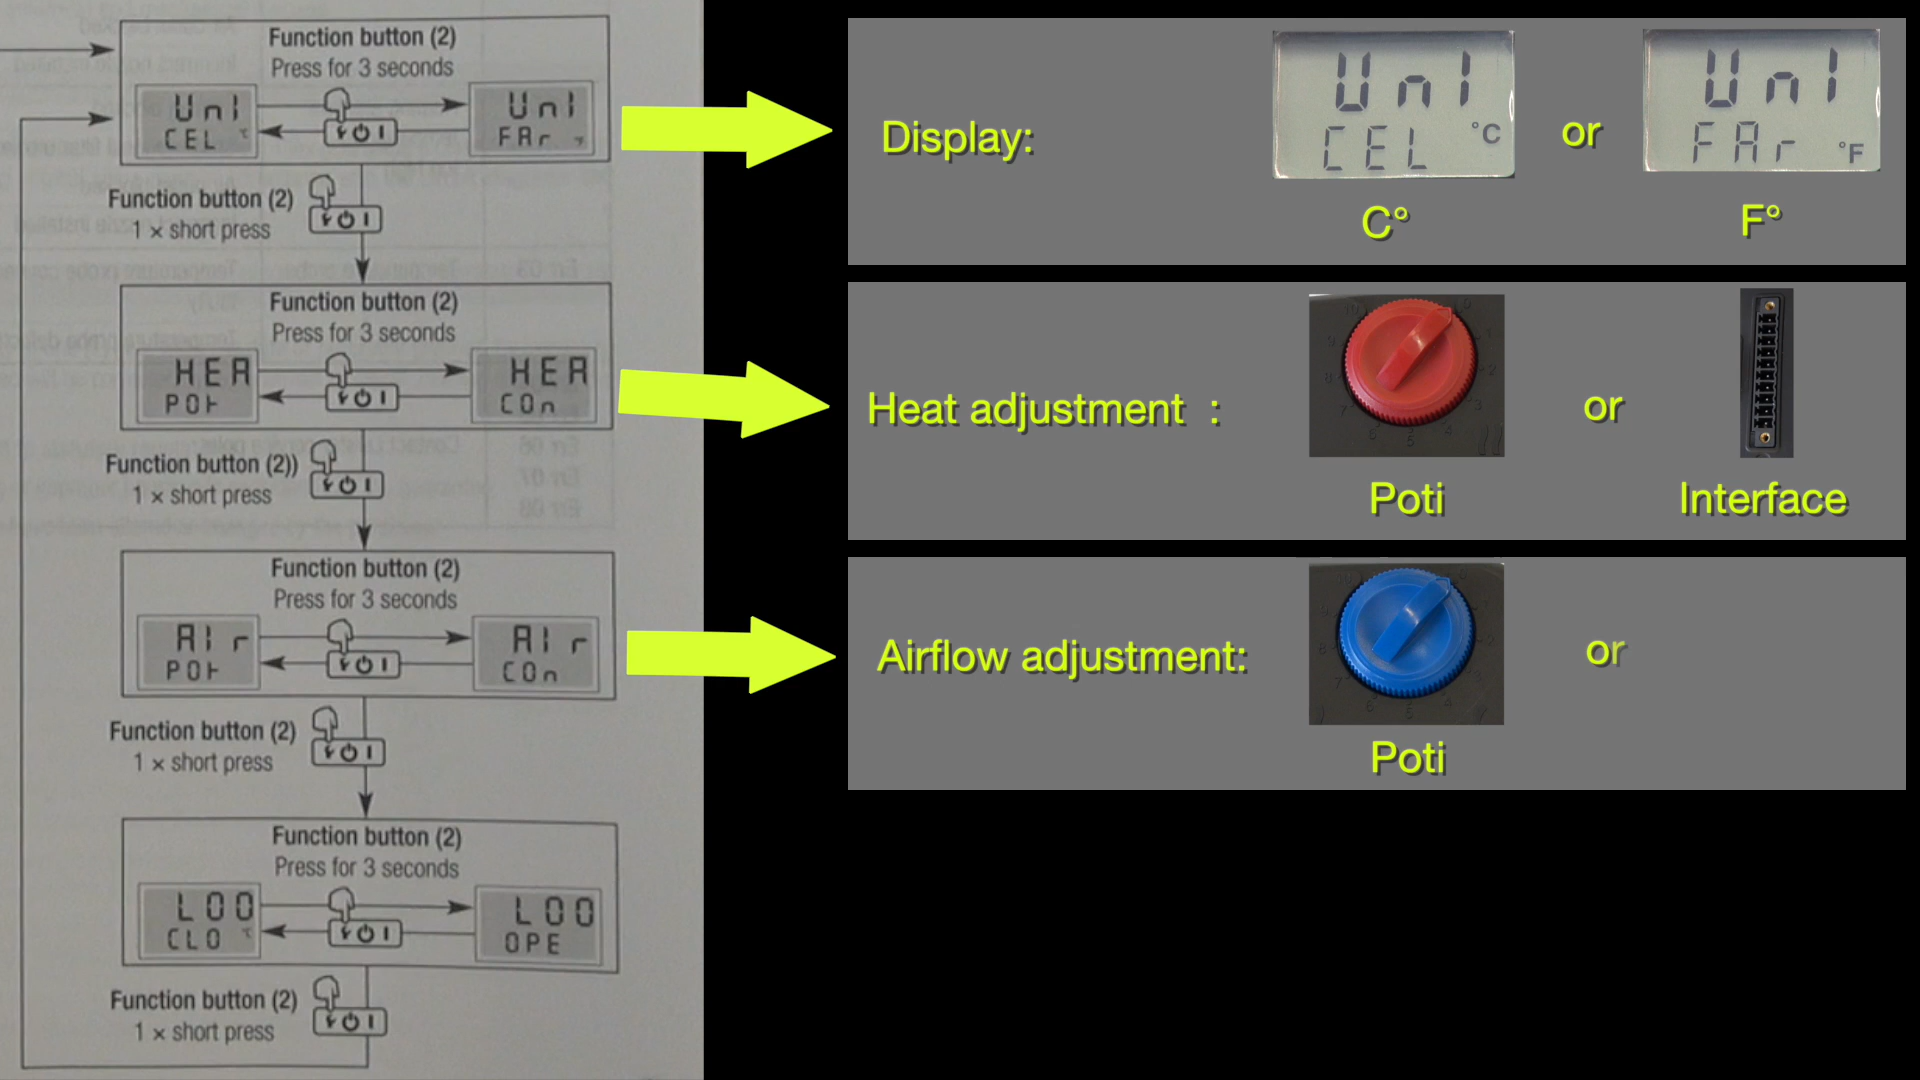 Function button (2)
Press for 3 seconds
Uni
CEL °C
Uni
FAr °F
Function button (2)
1 × short press
Function button (2)
Press for 3 seconds
HEA
POt
HEA
COn
Function button (2))
1 × short press
Function button (2)
Press for 3 seconds
AIr
POt
AIr
COn
Function button (2)
1 × short press
Function button (2)
Press for 3 seconds
LOO
CLO °C
LOO
OPE
Function button (2)
1 × short press
Display:
Uni
CEL °C
or
Uni
FAr °F
C°
F°
Heat adjustment :
or
Poti
Interface
Airflow adjustment:
or
Poti